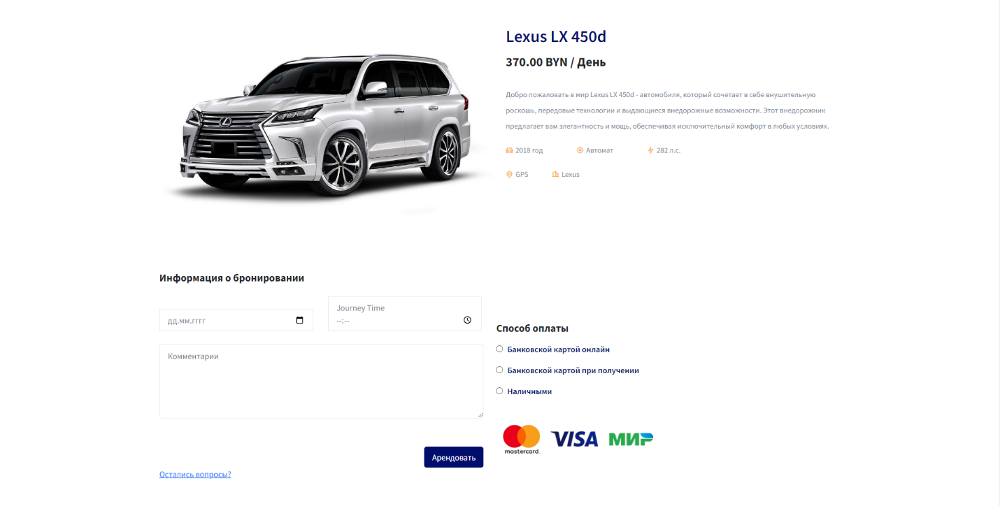 Lexus LX 450d
370.00 BYN / День
Добро пожаловать в мир Lexus LX 450d - автомобиля, который сочетает в себе внушительную
роскошь, передовые технологии и выдающиеся внедорожные возможности. Этот внедорожник
предлагает вам элегантность и мощь, обеспечивая исключительный комфорт в любых условиях.
2018 год Автомат 282 л.с.
GPS Lexus
Информация о бронировании
дд.мм.гггг
Journey Time
--:--
Комментарии
Арендовать
Остались вопросы?
Способ оплаты
Банковской картой онлайн
Банковской картой при получении
Наличными
mastercard. VISA МИР